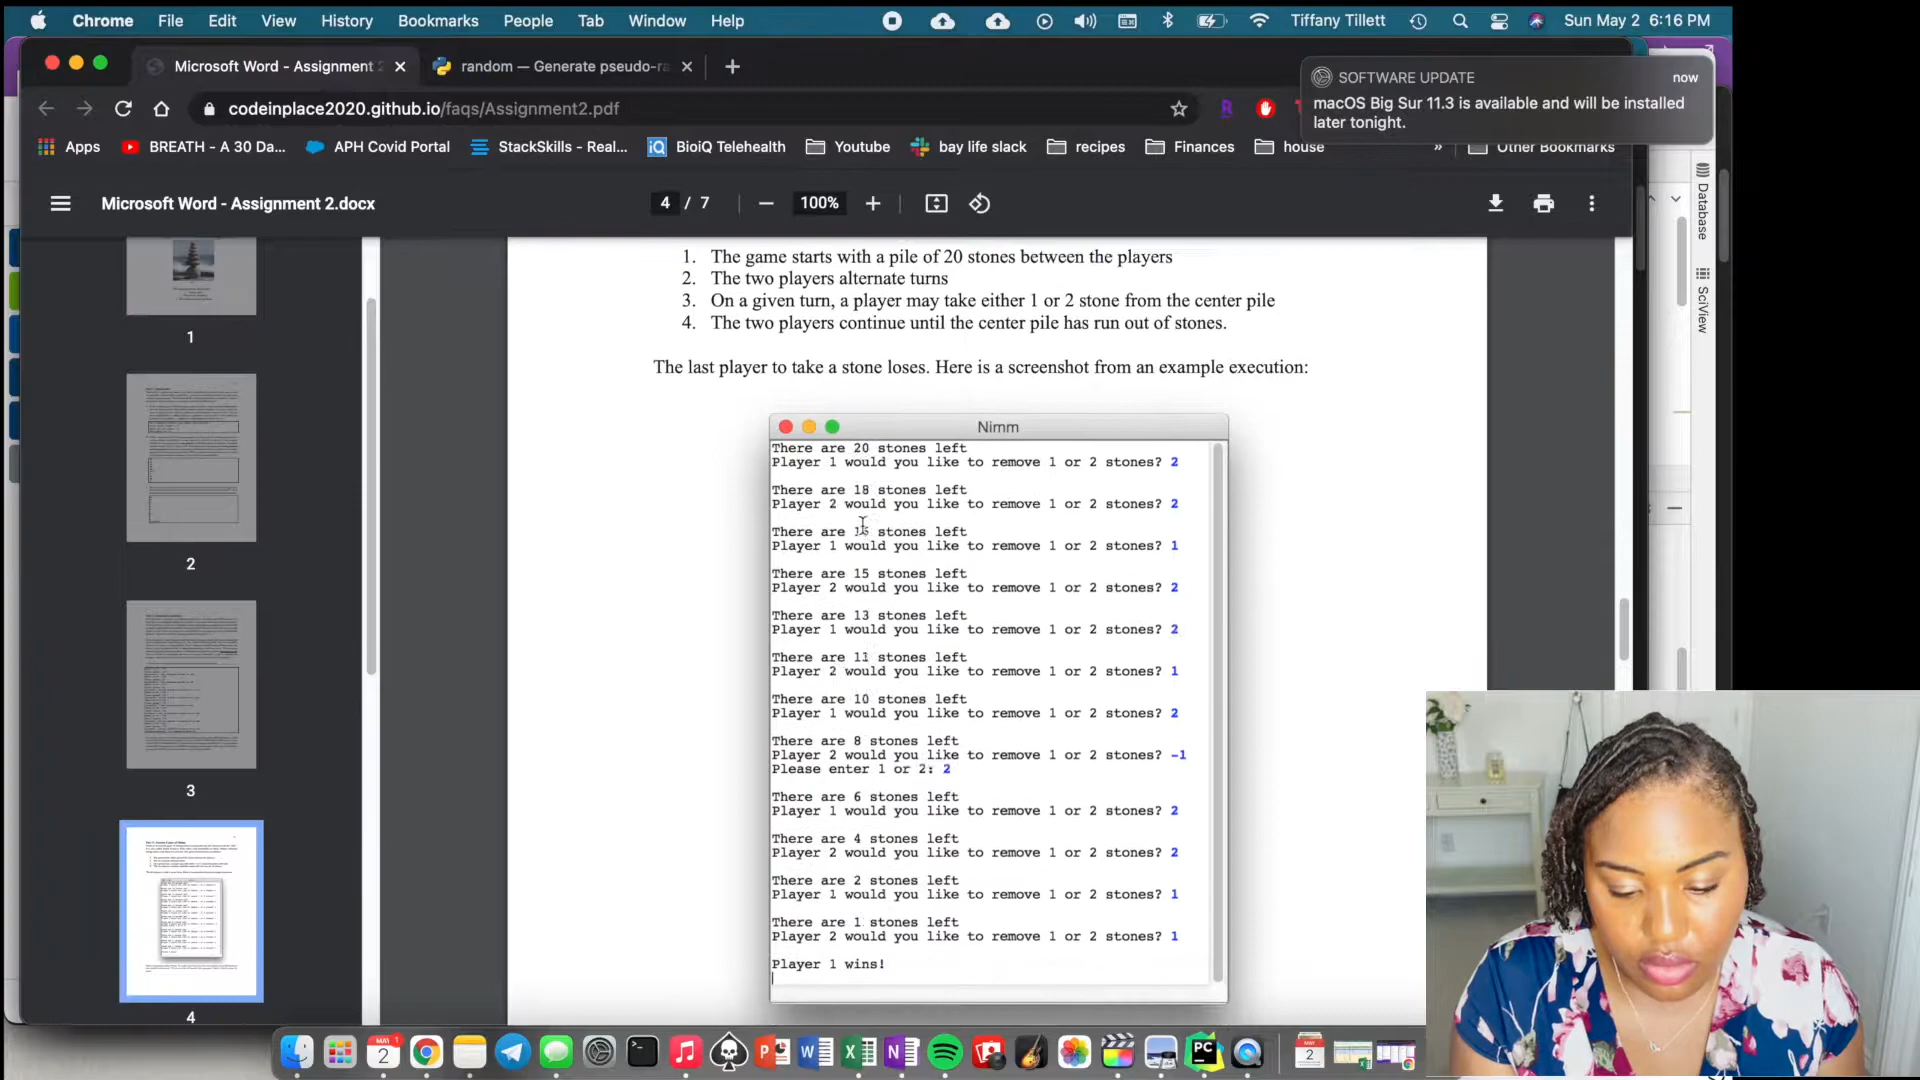 Chrome File Edit View History Bookmarks People Tab Window Help Tiffany Tillett Sun May 2 6:16 PM
Microsoft Word - Assignment 2 random — Generate pseudo-ra
SOFTWARE UPDATE now
macOS Big Sur 11.3 is available and will be installed
later tonight.
codeinplace2020.github.io/faqs/Assignment2.pdf
Apps BREATH - A 30 Da... APH Covid Portal StackSkills - Real... BioiQ Telehealth Youtube bay life slack recipes Finances house » Other Bookmarks
Microsoft Word - Assignment 2.docx 4 / 7 100%
Database
SciView
1
2
3
4
1. The game starts with a pile of 20 stones between the players
2. The two players alternate turns
3. On a given turn, a player may take either 1 or 2 stone from the center pile
4. The two players continue until the center pile has run out of stones.
The last player to take a stone loses. Here is a screenshot from an example execution:
Nimm
There are 20 stones left
Player 1 would you like to remove 1 or 2 stones? 2
There are 18 stones left
Player 2 would you like to remove 1 or 2 stones? 2
There are stones left
Player 1 would you like to remove 1 or 2 stones? 1
There are 15 stones left
Player 2 would you like to remove 1 or 2 stones? 2
There are 13 stones left
Player 1 would you like to remove 1 or 2 stones? 2
There are 11 stones left
Player 2 would you like to remove 1 or 2 stones? 1
There are 10 stones left
Player 1 would you like to remove 1 or 2 stones? 2
There are 8 stones left
Player 2 would you like to remove 1 or 2 stones? -1
Please enter 1 or 2: 2
There are 6 stones left
Player 1 would you like to remove 1 or 2 stones? 2
There are 4 stones left
Player 2 would you like to remove 1 or 2 stones? 2
There are 2 stones left
Player 1 would you like to remove 1 or 2 stones? 1
There are 1 stones left
Player 2 would you like to remove 1 or 2 stones? 1
Player 1 wins!